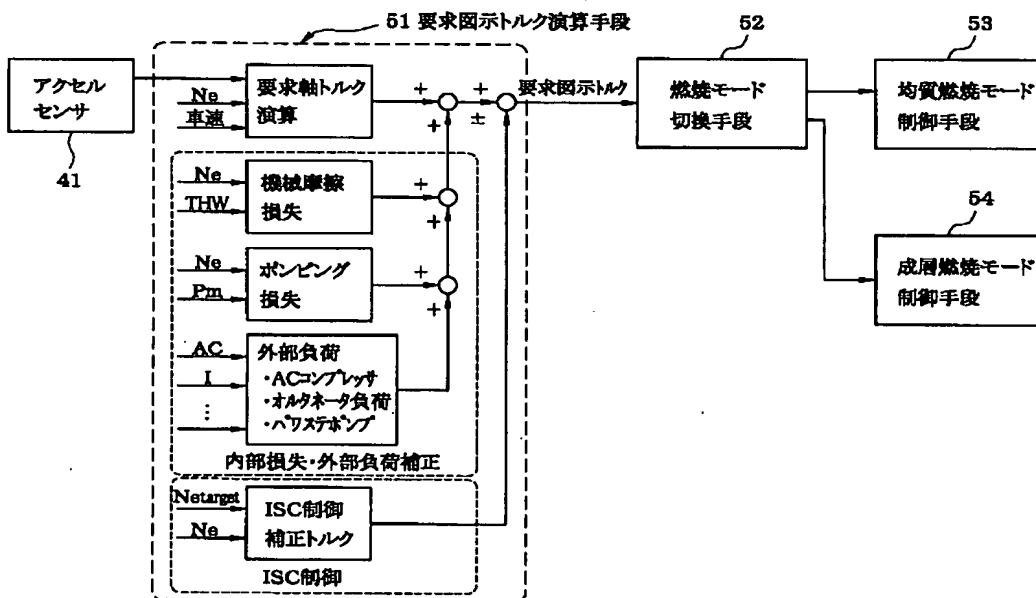 51 要求図示トルク演算手段
アクセル
センサ
41
Ne
車速
要求軸トルク
演算
+
+
+
±
要求図示トルク
52
燃焼モード
切換手段
53
均質燃焼モード
制御手段
54
成層燃焼モード
制御手段
Ne
THW
機械摩擦
損失
+
+
Ne
Pm
ポンピング
損失
+
+
AC
I
…
外部負荷
・ACコンプレッサ
・オルタネータ負荷
・パワステポンプ
内部損失・外部負荷補正
Netarget
Ne
ISC制御
補正トルク
ISC制御